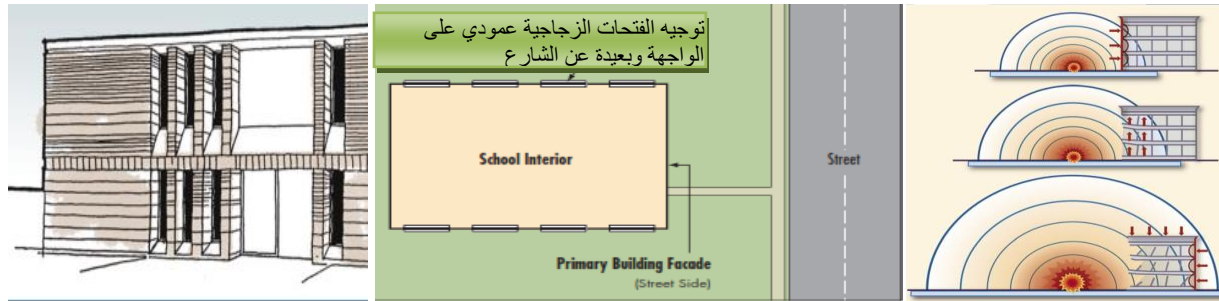 توجيه الفتحات الزجاجية عمودي على
الواجهة وبعيدة عن الشارع
School Interior
Street
Primary Building Facade
(Street Side)